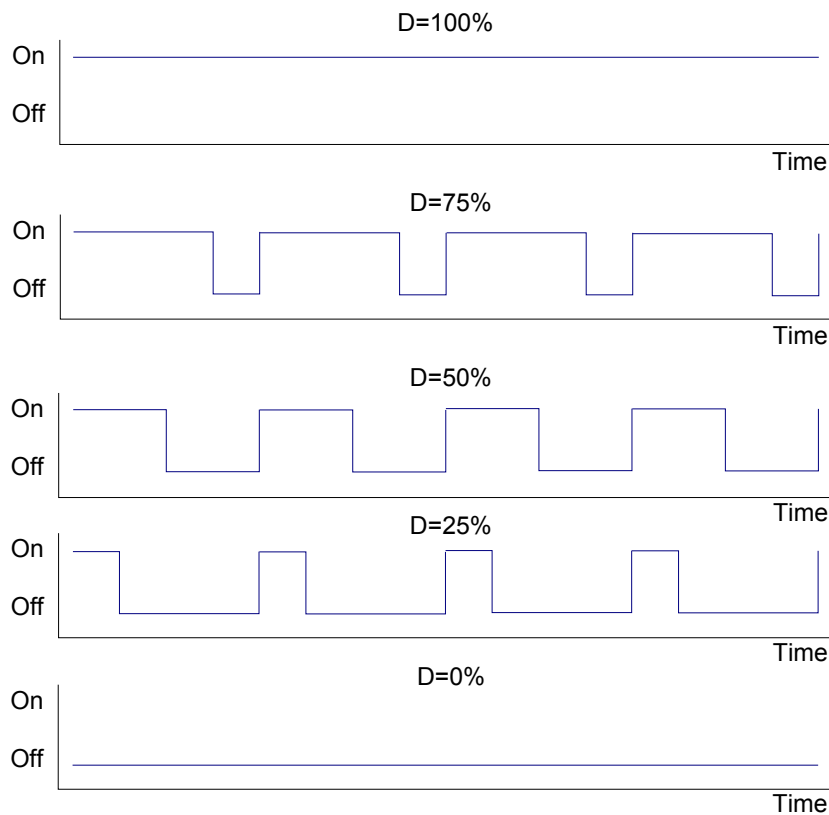 D=100%
On
Off
Time
D=75%
On
Off
Time
D=50%
On
Off
Time
D=25%
On
Off
Time
D=0%
On
Off
Time